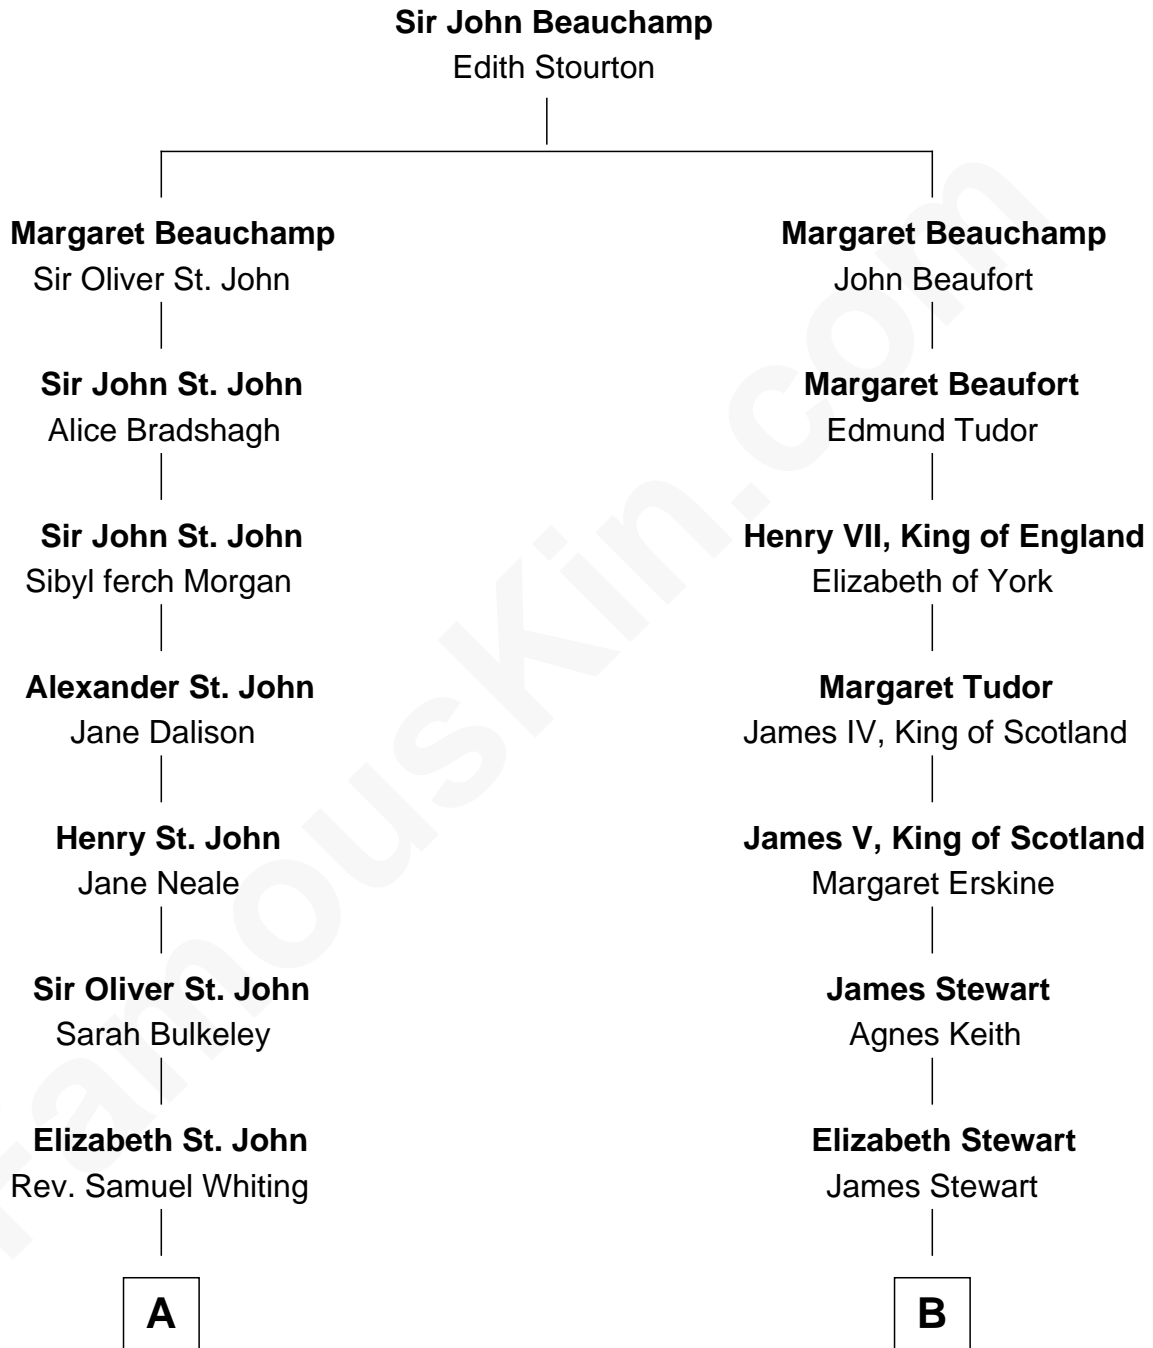 Sir John Beauchamp
Edith Stourton
Margaret Beauchamp
Sir Oliver St. John
Margaret Beauchamp
John Beaufort
Sir John St. John
Alice Bradshagh
Margaret Beaufort
Edmund Tudor
Sir John St. John
Sibyl ferch Morgan
Henry VII, King of England
Elizabeth of York
Alexander St. John
Jane Dalison
Margaret Tudor
James IV, King of Scotland
Henry St. John
Jane Neale
James V, King of Scotland
Margaret Erskine
Sir Oliver St. John
Sarah Bulkeley
James Stewart
Agnes Keith
Elizabeth St. John
Rev. Samuel Whiting
Elizabeth Stewart
James Stewart
A
B
FamousKin.com